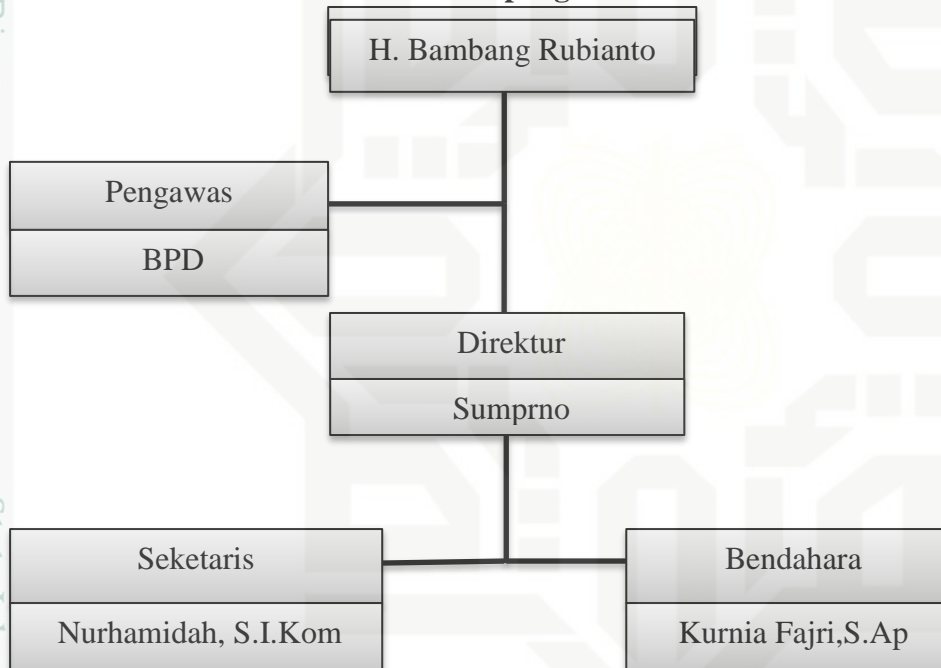 H. Bambang Rubianto
Pengawas
BPD
Direktur
Sumprno
Seketaris
Nurhamidah, S.I.Kom
Bendahara
Kurnia Fajri,S.Ap